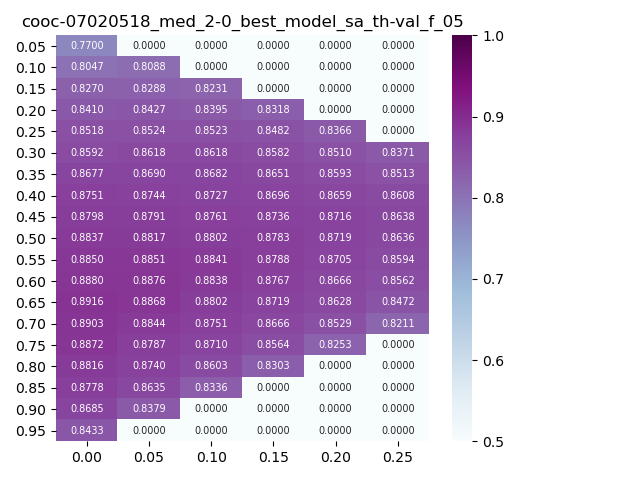 cooc-07020518_med_2-0_best_model_sa_th-val_f_05
0.05 0.7700 0.0000 0.0000 0.0000 0.0000 0.0000
0.10 0.8047 0.8088 0.0000 0.0000 0.0000 0.0000
0.15 0.8270 0.8288 0.8231 0.0000 0.0000 0.0000
0.20 0.8410 0.8427 0.8395 0.8318 0.0000 0.0000
0.25 0.8518 0.8524 0.8523 0.8482 0.8366 0.0000
0.30 0.8592 0.8618 0.8618 0.8582 0.8510 0.8371
0.35 0.8677 0.8690 0.8682 0.8651 0.8593 0.8513
0.40 0.8751 0.8744 0.8727 0.8696 0.8659 0.8608
0.45 0.8798 0.8791 0.8761 0.8736 0.8716 0.8638
0.50 0.8837 0.8817 0.8802 0.8783 0.8719 0.8636
0.55 0.8850 0.8851 0.8841 0.8788 0.8705 0.8594
0.60 0.8880 0.8876 0.8838 0.8767 0.8666 0.8562
0.65 0.8916 0.8868 0.8802 0.8719 0.8628 0.8472
0.70 0.8903 0.8844 0.8751 0.8666 0.8529 0.8211
0.75 0.8872 0.8787 0.8710 0.8564 0.8253 0.0000
0.80 0.8816 0.8740 0.8603 0.8303 0.0000 0.0000
0.85 0.8778 0.8635 0.8336 0.0000 0.0000 0.0000
0.90 0.8685 0.8379 0.0000 0.0000 0.0000 0.0000
0.95 0.8433 0.0000 0.0000 0.0000 0.0000 0.0000
0.00 0.05 0.10 0.15 0.20 0.25
1.0
0.9
0.8
0.7
0.6
0.5